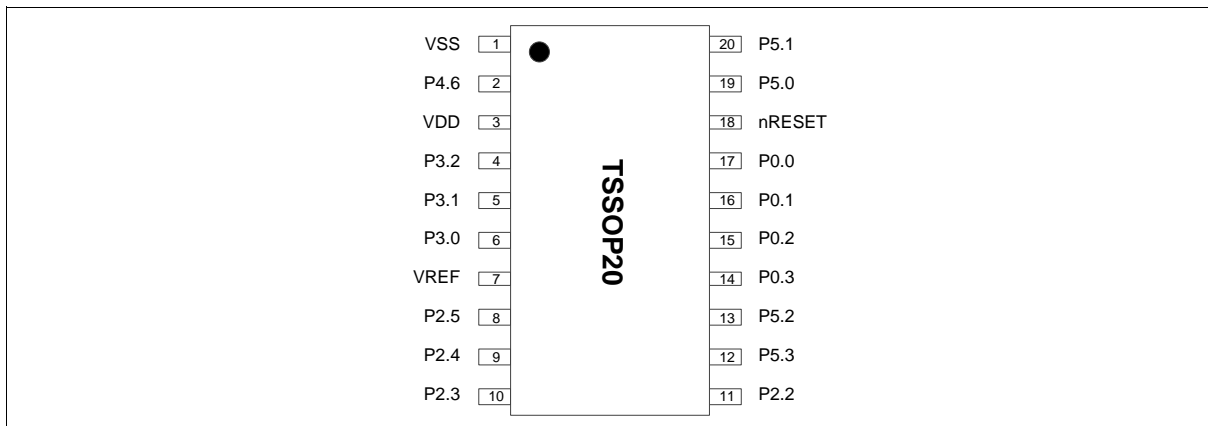 VSS 1 20 P5.1
P4.6 2 19 P5.0
VDD 3 18 nRESET
P3.2 4 17 P0.0
P3.1 5 16 P0.1
P3.0 6 15 P0.2
VREF 7 14 P0.3
P2.5 8 13 P5.2
P2.4 9 12 P5.3
P2.3 10 11 P2.2
TSSOP20